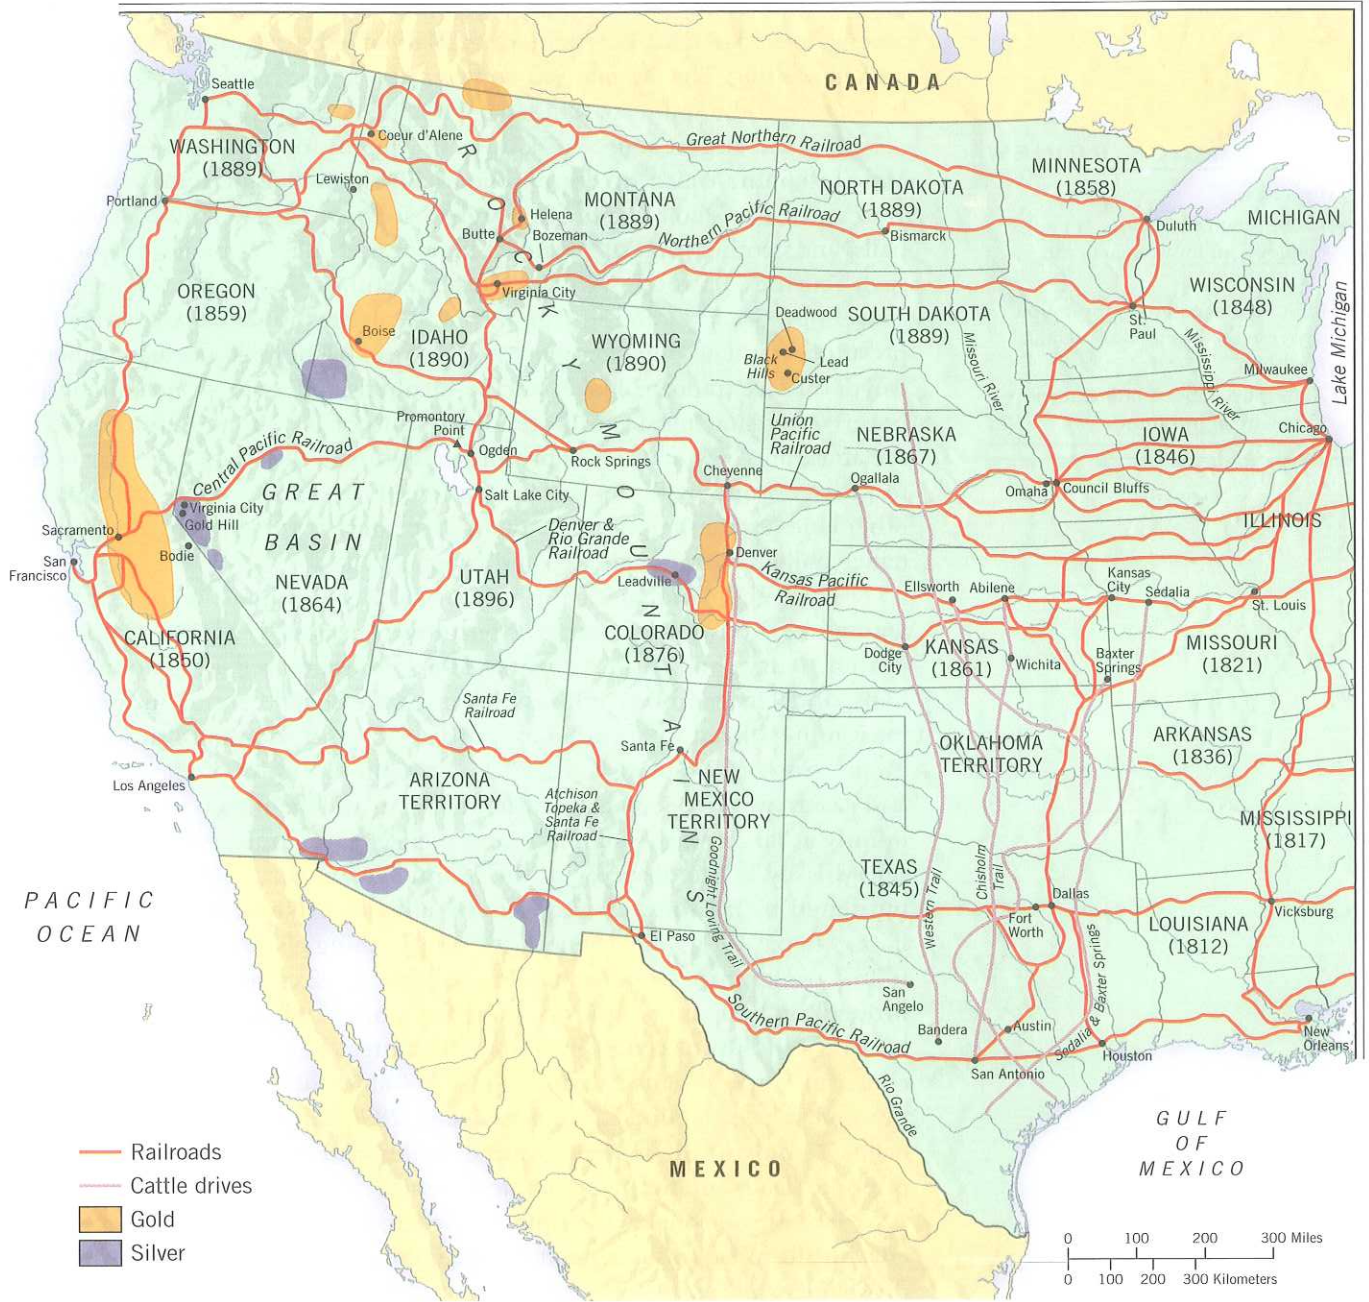 CANADA
Seattle
Coeur d'Alene
WASHINGTON
(1889)
Lewiston
Portland
Great Northern Railroad
MINNESOTA
(1858)
MONTANA
(1889)
NORTH DAKOTA
(1889)
Northern Pacific Railroad
Bismarck
Duluth
MICHIGAN
Helena
Butte
Bozeman
Virginia City
ROCKY MOUNTAINS
OREGON
(1859)
Boise
IDAHO
(1890)
WYOMING
(1890)
Deadwood
Black
Hills
Lead
Custer
SOUTH DAKOTA
(1889)
Missouri River
St.
Paul
WISCONSIN
(1848)
Mississippi River
Milwaukee
Lake Michigan
Chicago
Promontory
Point
Ogden
Central Pacific Railroad
Rock Springs
Union
Pacific
Railroad
NEBRASKA
(1867)
IOWA
(1846)
Cheyenne
Ogallala
Omaha
Council Bluffs
Salt Lake City
GREAT
BASIN
Virginia City
Gold Hill
Bodie
Sacramento
San
Francisco
Denver &
Rio Grande
Railroad
ILLINOIS
NEVADA
(1864)
UTAH
(1896)
Leadville
Denver
Kansas Pacific
Railroad
Ellsworth
Abilene
Kansas
City
Sedalia
St. Louis
CALIFORNIA
(1850)
COLORADO
(1876)
Dodge
City
KANSAS
(1861)
Wichita
Baxter
Springs
MISSOURI
(1821)
Santa Fe
Railroad
Santa Fe
Los Angeles
ARIZONA
TERRITORY
Atchison
Topeka &
Santa Fe
Railroad
NEW
MEXICO
TERRITORY
OKLAHOMA
TERRITORY
ARKANSAS
(1836)
MISSISSIPPI
(1817)
Goodnight Loving Trail
TEXAS
(1845)
Western Trail
Chisholm
Trail
Dallas
Fort
Worth
LOUISIANA
(1812)
Vicksburg
PACIFIC
OCEAN
El Paso
San
Angelo
Sedalia & Baxter Springs
Southern Pacific Railroad
Bandera
Austin
San Antonio
Houston
New
Orleans
Rio Grande
GULF
OF
MEXICO
MEXICO
Railroads
Cattle drives
Gold
Silver
0 100 200 300 Miles
0 100 200 300 Kilometers